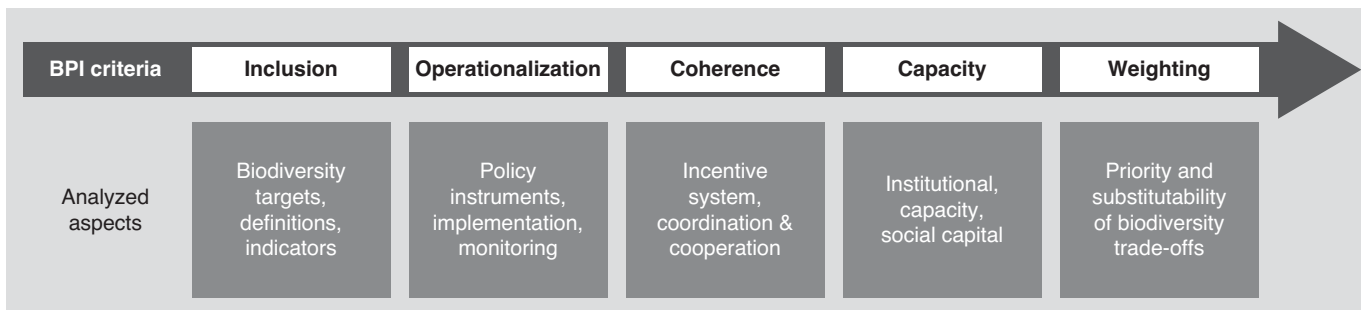 BPI criteria
Inclusion
Operationalization
Coherence
Capacity
Weighting
Analyzed
aspects
Biodiversity
targets,
definitions,
indicators
Policy
instruments,
implementation,
monitoring
Incentive
system,
coordination &
cooperation
Institutional,
capacity,
social capital
Priority and
substitutability
of biodiversity
trade-offs